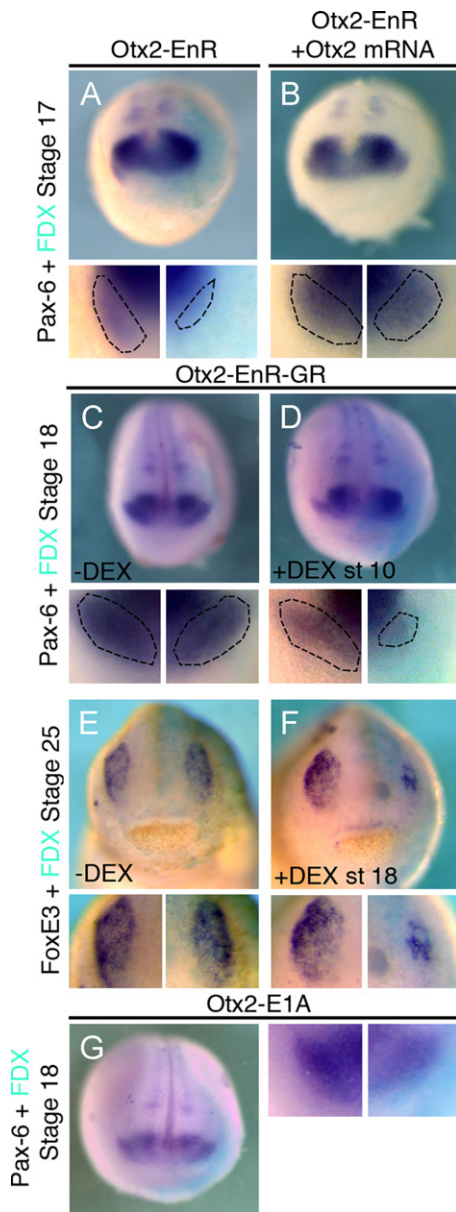 Otx2-EnR
Otx2-EnR
+Otx2 mRNA
Pax-6 + FDX Stage 17
A
B
Otx2-EnR-GR
Pax-6 + FDX Stage 18
C
-DEX
D
+DEX st 10
FoxE3 + FDX Stage 25
E
-DEX
F
+DEX st 18
Otx2-E1A
Pax-6 + FDX
Stage 18
G